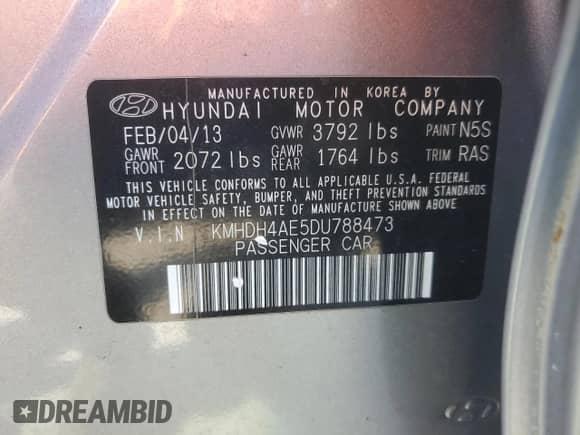 MANUFACTURED IN KOREA BY
HYUNDAI MOTOR COMPANY
FEB/04/13 GVWR 3792 lbs PAINT N5S
GAWR FRONT 2072 lbs GAWR REAR 1764 lbs TRIM RAS
THIS VEHICLE CONFORMS TO ALL APPLICABLE U.S.A. FEDERAL
MOTOR VEHICLE SAFETY, BUMPER, AND THEFT PREVENTION STANDARDS
IN EFFECT ON THE DATE OF MANUFACTURE SHOWN ABOVE.
V.I.N KMHDH4AE5DU788473
PASSENGER CAR
DREAMBID